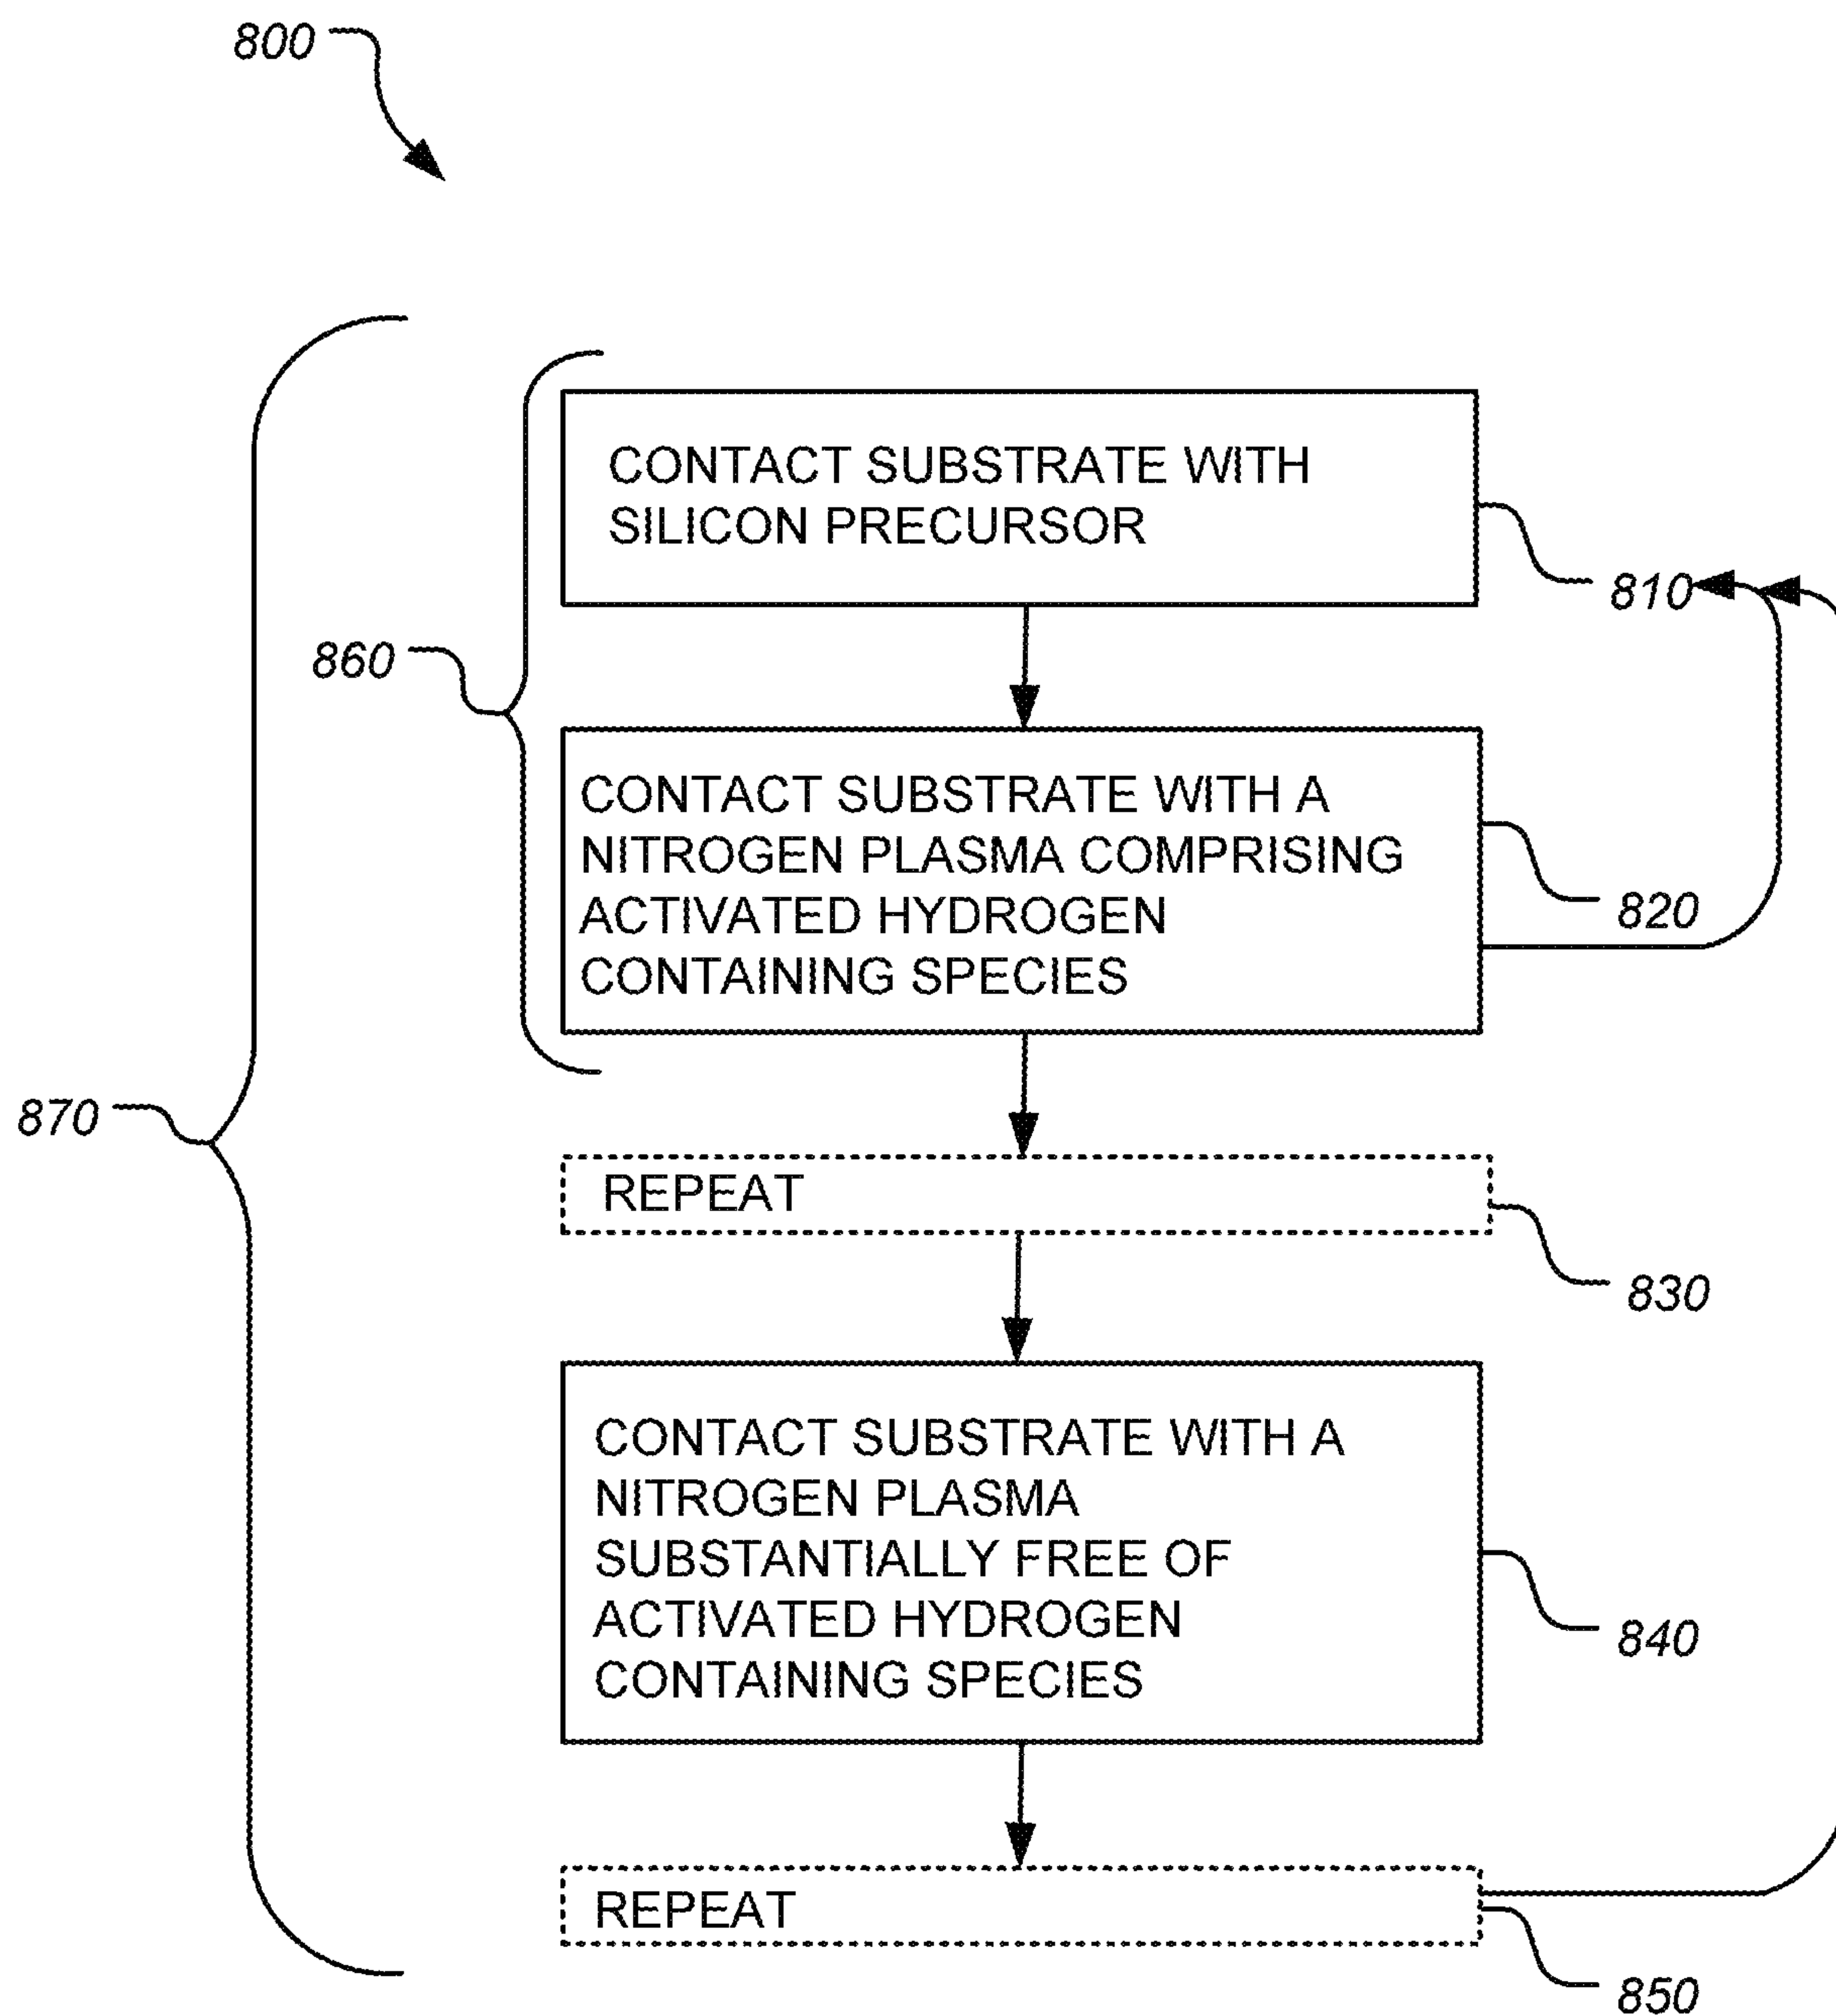 800
CONTACT SUBSTRATE WITH
SILICON PRECURSOR
810
860
CONTACT SUBSTRATE WITH A
NITROGEN PLASMA COMPRISING
ACTIVATED HYDROGEN
CONTAINING SPECIES
820
870
REPEAT
830
CONTACT SUBSTRATE WITH A
NITROGEN PLASMA
SUBSTANTIALLY FREE OF
ACTIVATED HYDROGEN
CONTAINING SPECIES
840
REPEAT
850